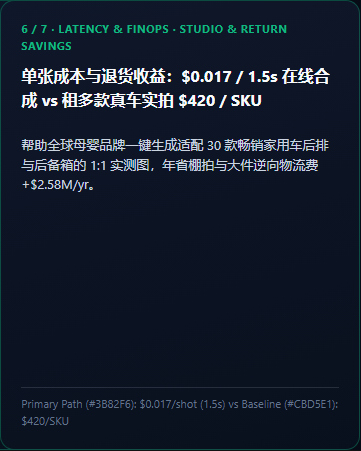 6 / 7 · LATENCY & FINOPS · STUDIO & RETURN
SAVINGS
单张成本与退货收益：$0.017 / 1.5s 在线合
成 vs 租多款真车实拍 $420 / SKU
帮助全球母婴品牌一键生成适配 30 款畅销家用车后排
与后备箱的 1:1 实测图，年省棚拍与大件逆向物流费
+$2.58M/yr。
Primary Path (#3B82F6): $0.017/shot (1.5s) vs Baseline (#CBD5E1):
$420/SKU